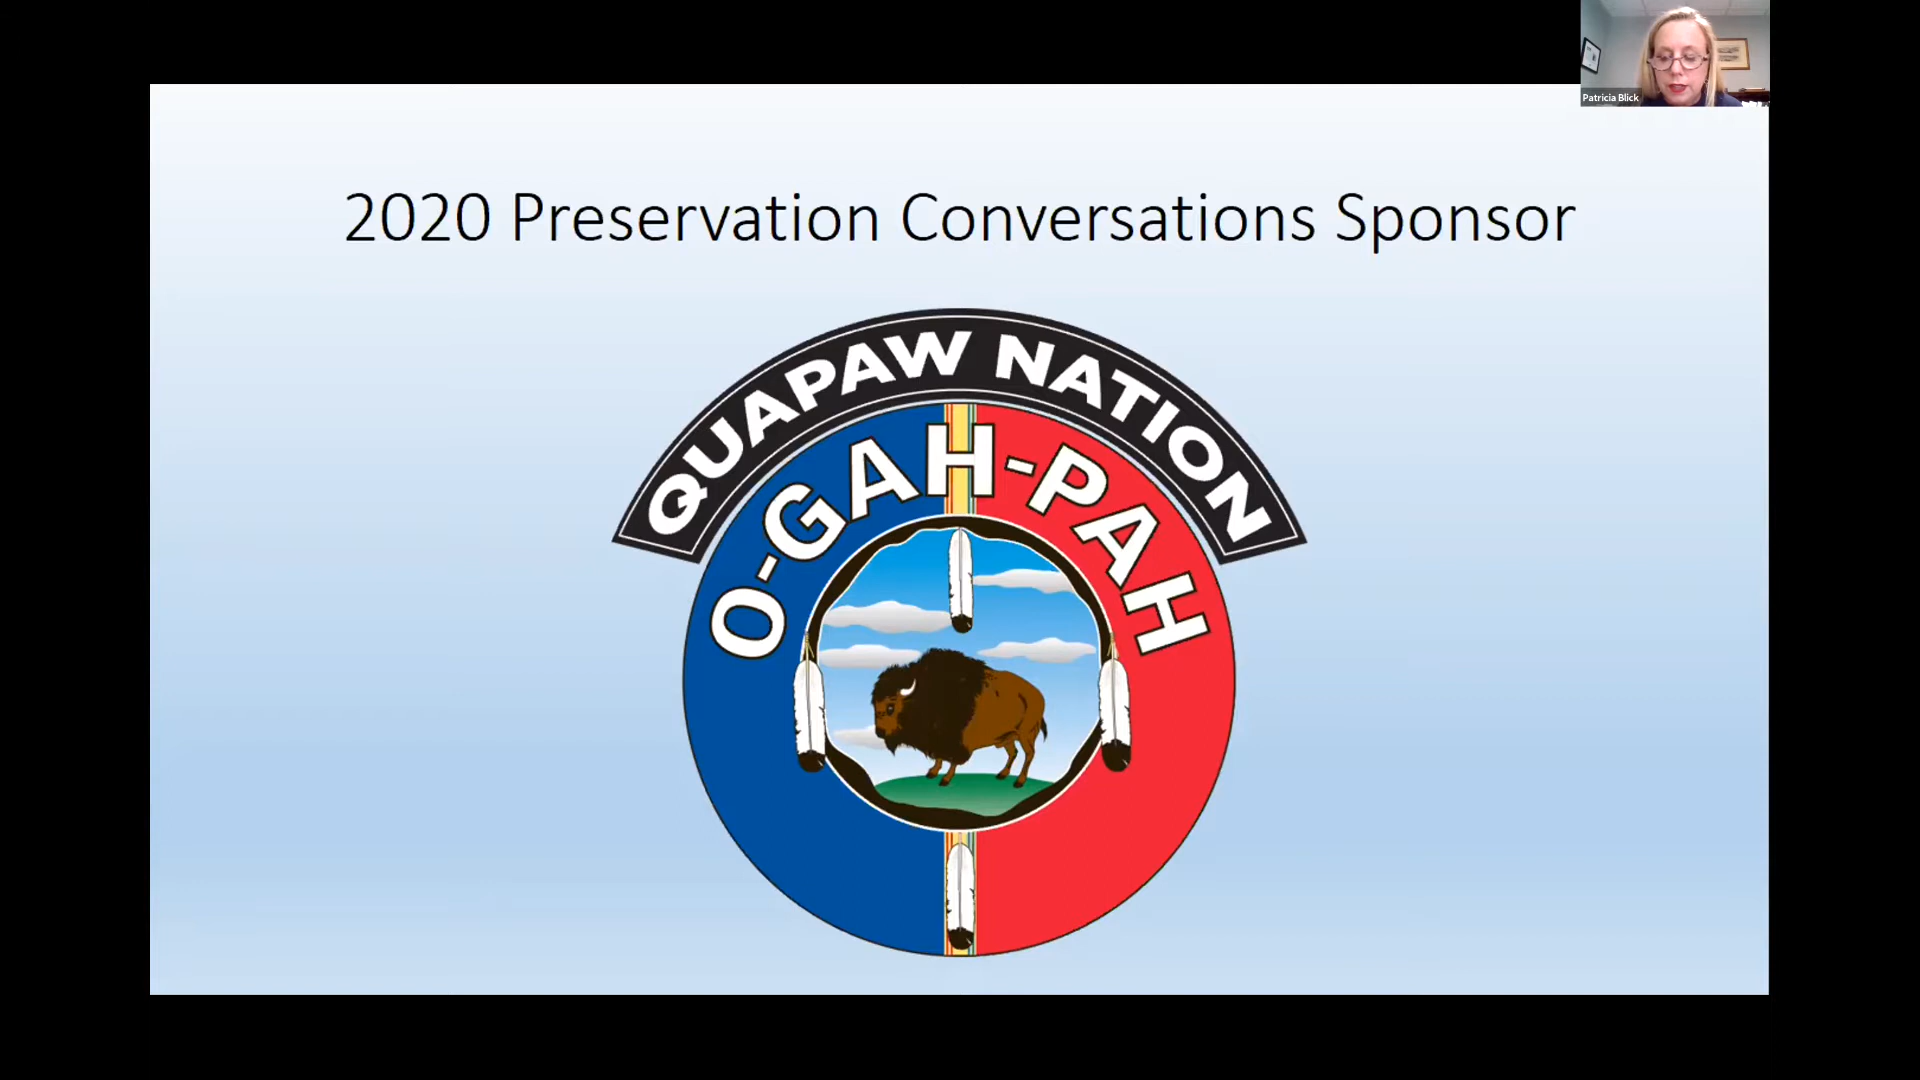 Patricia Blick
2020 Preservation Conversations Sponsor
QUAPAW NATION
O-GAH-PAH